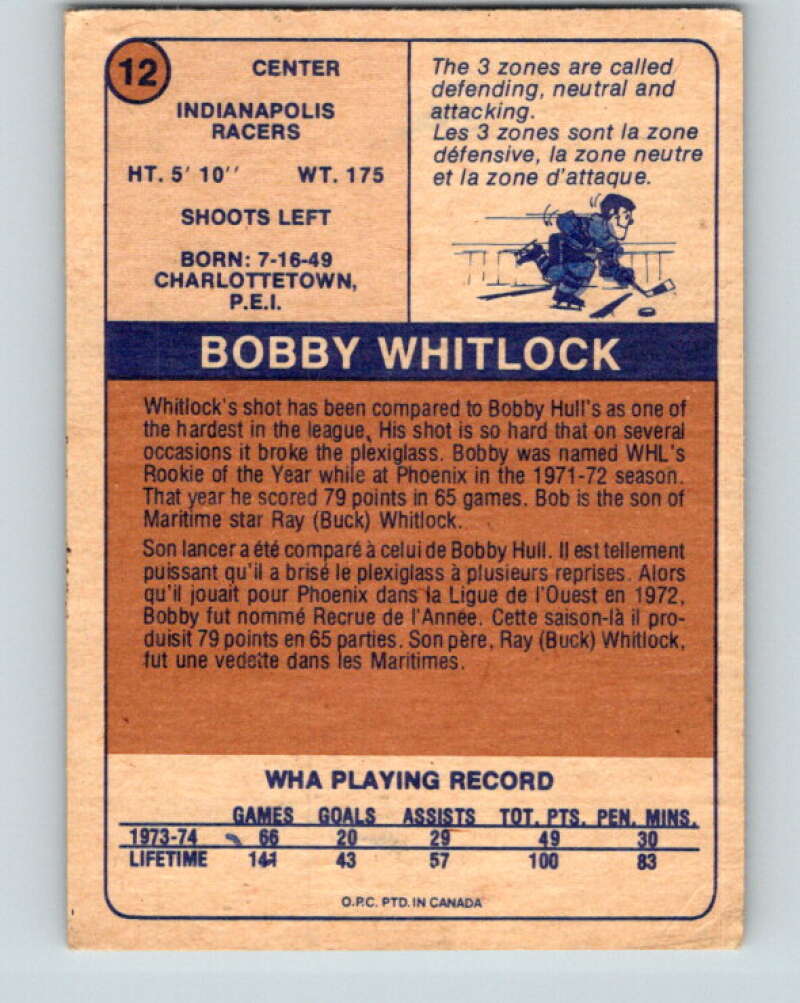 12
CENTER
INDIANAPOLIS
RACERS
HT. 5' 10'' WT. 175
SHOOTS LEFT
BORN: 7-16-49
CHARLOTTETOWN,
P.E.I.
The 3 zones are called
defending, neutral and
attacking.
Les 3 zones sont la zone
défensive, la zone neutre
et la zone d'attaque.
BOBBY WHITLOCK
Whitlock's shot has been compared to Bobby Hull's as one of
the hardest in the league. His shot is so hard that on several
occasions it broke the plexiglass. Bobby was named WHL's
Rookie of the Year while at Phoenix in the 1971-72 season.
That year he scored 79 points in 65 games. Bob is the son of
Maritime star Ray (Buck) Whitlock.
Son lancer a été comparé à celui de Bobby Hull. Il est tellement
puissant qu'il a brisé le plexiglass à plusieurs reprises. Alors
qu'il jouait pour Phoenix dans la Ligue de l'Ouest en 1972,
Bobby fut nommé Recrue de l'Année. Cette saison-là il pro-
duisit 79 points en 65 parties. Son père, Ray (Buck) Whitlock,
fut une vedette dans les Maritimes.
WHA PLAYING RECORD
GAMES GOALS ASSISTS TOT. PTS. PEN. MINS.
1973-74 66 20 29 49 30
LIFETIME 141 43 57 100 83
O.P.C. PTD. IN CANADA